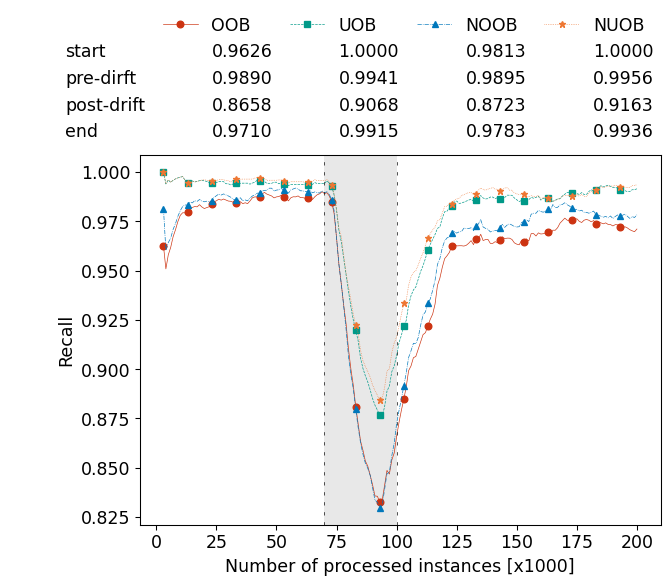 OOB UOB NOOB NUOB
start 0.9626 1.0000 0.9813 1.0000
pre-dirft 0.9890 0.9941 0.9895 0.9956
post-drift 0.8658 0.9068 0.8723 0.9163
end 0.9710 0.9915 0.9783 0.9936
1.000
0.975
0.950
0.925
0.900
0.875
0.850
0.825
Recall
0 25 50 75 100 125 150 175 200
Number of processed instances [x1000]